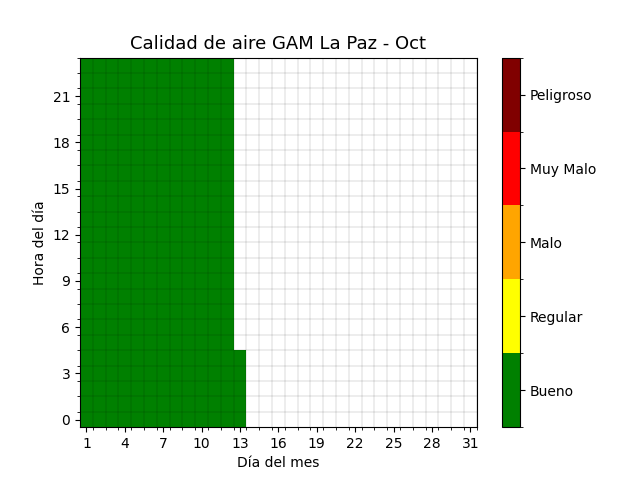 Calidad de aire GAM La Paz - Oct
21
18
15
12
9
6
3
0
Hora del día
1 4 7 10 13 16 19 22 25 28 31
Día del mes
Peligroso
Muy Malo
Malo
Regular
Bueno